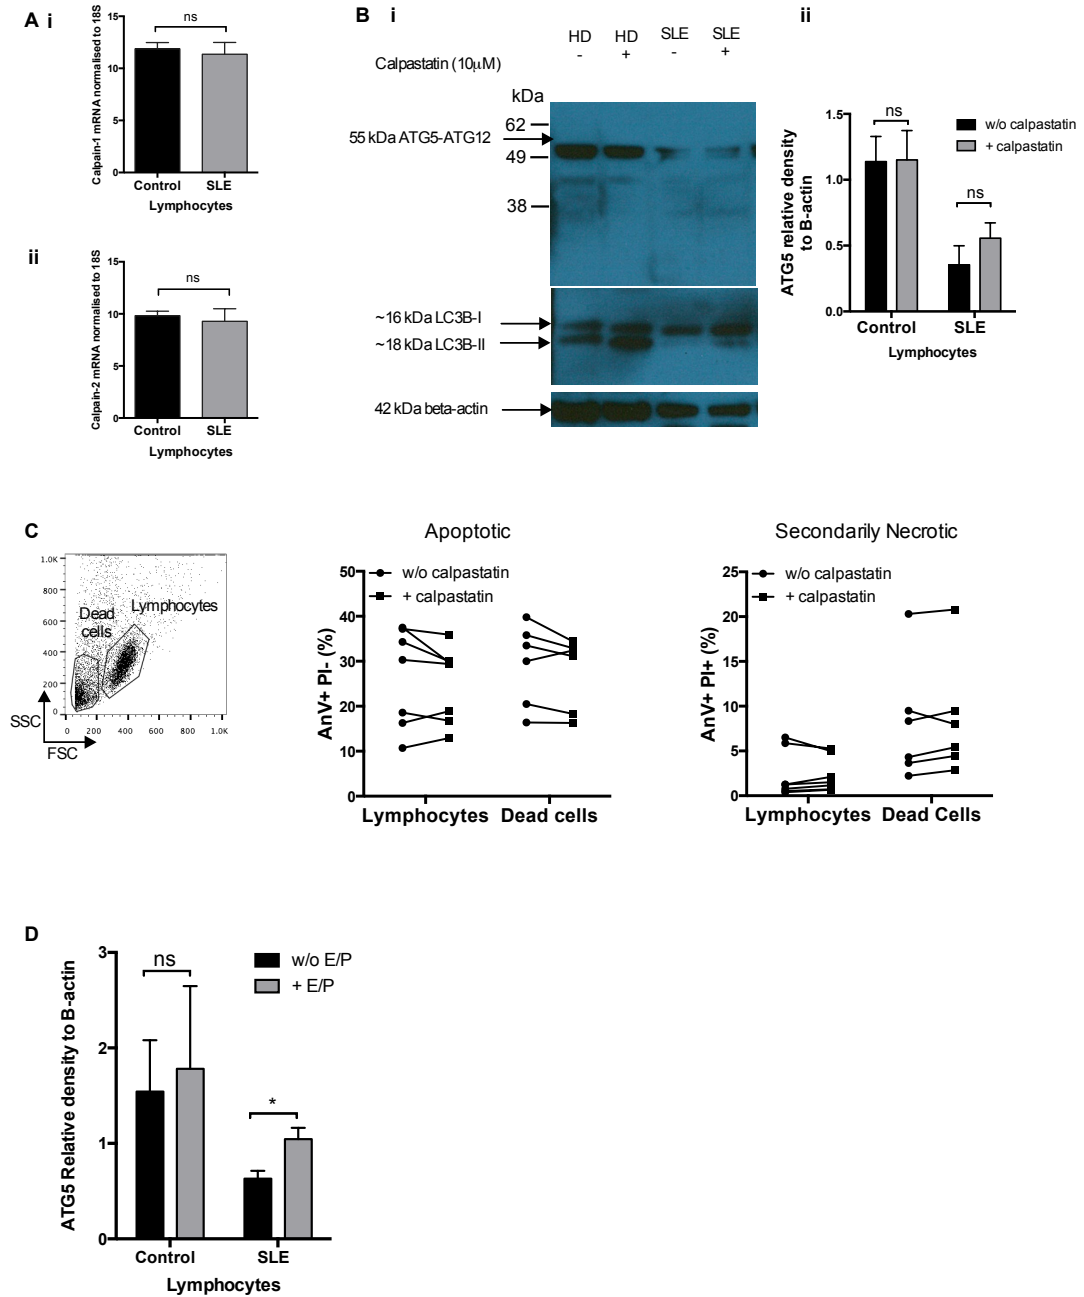 A i
Calpain-1 mRNA normalised to 18S
15
10
5
0
ns
Control SLE
Lymphocytes
ii
Calpain-2 mRNA normalised to 18S
15
10
5
0
ns
Control SLE
Lymphocytes
B i
HD HD SLE SLE
Calpastatin (10μM) - + - +
kDa
62
55 kDa ATG5-ATG12
49
38
~16 kDa LC3B-I
~18 kDa LC3B-II
42 kDa beta-actin
ii
ATG5 relative density
to B-actin
1.5
1.0
0.5
0.0
ns
ns
w/o calpastatin
+ calpastatin
Control SLE
Lymphocytes
C
1.0K
800
600
400
200
0
Dead
cells
Lymphocytes
0 200 400 600 800 1.0K
SSC
FSC
Apoptotic
AnV+ PI- (%)
50
40
30
20
10
0
w/o calpastatin
+ calpastatin
Lymphocytes Dead cells
Secondarily Necrotic
AnV+ PI+ (%)
25
20
15
10
5
0
w/o calpastatin
+ calpastatin
Lymphocytes Dead Cells
D
ATG5 Relative density to B-actin
3
2
1
0
ns
*
w/o E/P
+ E/P
Control SLE
Lymphocytes